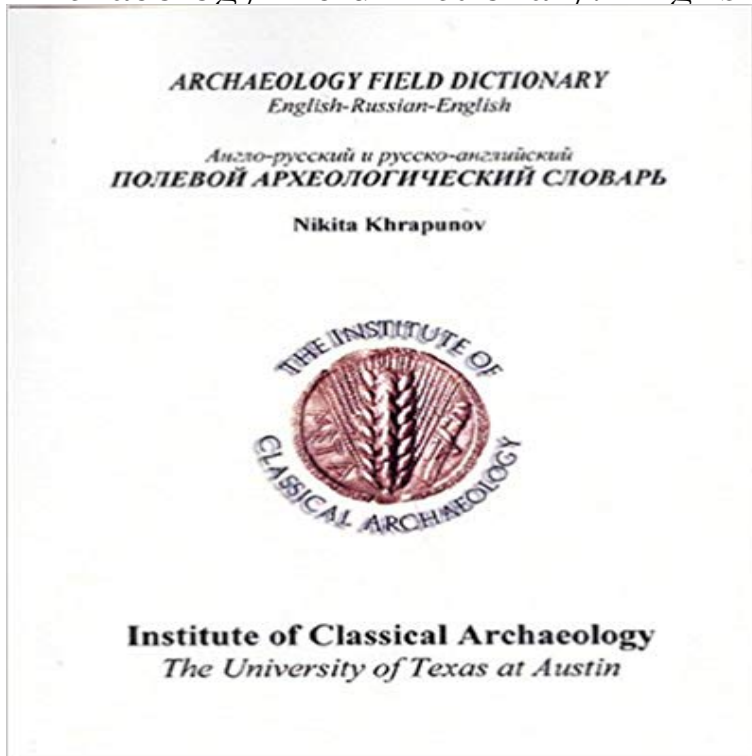 ARCHAEOLOGY FIELD DICTIONARY
English-Russian-English
Англо-русский и русско-английский
ПОЛЕВОЙ АРХЕОЛОГИЧЕСКИЙ СЛОВАРЬ
Nikita Khrapunov
THE INSTITUTE OF
CLASSICAL ARCHAEOLOGY
Institute of Classical Archaeology
The University of Texas at Austin